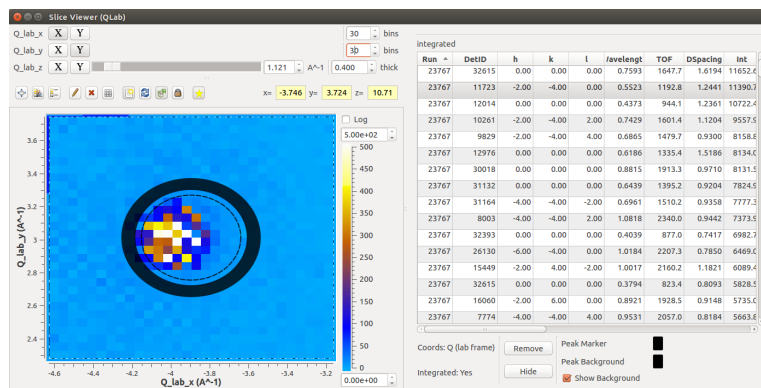 Slice Viewer (QLab)
Q_lab_x X Y 30 bins
Q_lab_y X Y 30 bins
Q_lab_z X Y 1.121 A^-1 0.400 thick
x= -3.746 y= 3.724 z= 10.71
Log
5.00e+02
500
450
400
350
300
250
200
150
100
50
0
0.00e+00
Q_lab_y (A^-1)
3.6
3.4
3.2
3
2.8
2.6
2.4
-4.6 -4.4 -4.2 -4 -3.8 -3.6 -3.4 -3.2
Q_lab_x (A^-1)
integrated
Run DetID h k l /avelengt TOF DSpacing Int
23767 32615 0.00 0.00 0.00 0.7593 1647.7 1.6194 11652.6
23767 11723 -2.00 -4.00 0.00 0.5523 1192.8 1.2441 11390.7
23767 12014 0.00 0.00 0.00 0.4373 944.1 1.2361 10722.4
23767 10261 -2.00 -4.00 2.00 0.7429 1601.4 1.1204 9557.9
23767 9829 -2.00 -4.00 4.00 0.6865 1479.7 0.9300 8158.8
23767 12976 0.00 0.00 0.00 0.6186 1335.4 1.5186 8134.0
23767 30018 0.00 0.00 0.00 0.8815 1913.3 0.9710 8131.5
23767 31132 0.00 0.00 0.00 0.6439 1395.2 0.9204 7824.9
23767 31164 -4.00 -4.00 -2.00 0.6961 1510.2 0.9358 7777.3
23767 8003 -4.00 -4.00 2.00 1.0818 2340.0 0.9442 7373.9
23767 32393 0.00 0.00 0.00 0.4039 877.0 0.7417 6982.7
23767 26130 -6.00 -4.00 0.00 1.0184 2207.3 0.7850 6469.0
23767 15449 -2.00 4.00 -2.00 1.0017 2160.2 1.1821 6089.4
23767 32615 0.00 0.00 0.00 0.3794 823.4 0.8093 5828.5
23767 16060 -2.00 6.00 0.00 0.8921 1928.5 0.9148 5735.0
23767 7774 -4.00 -4.00 4.00 0.9531 2057.0 0.8184 5663.8
Coords: Q (lab frame) Remove Peak Marker
Peak Background
Integrated: Yes Hide Show Background